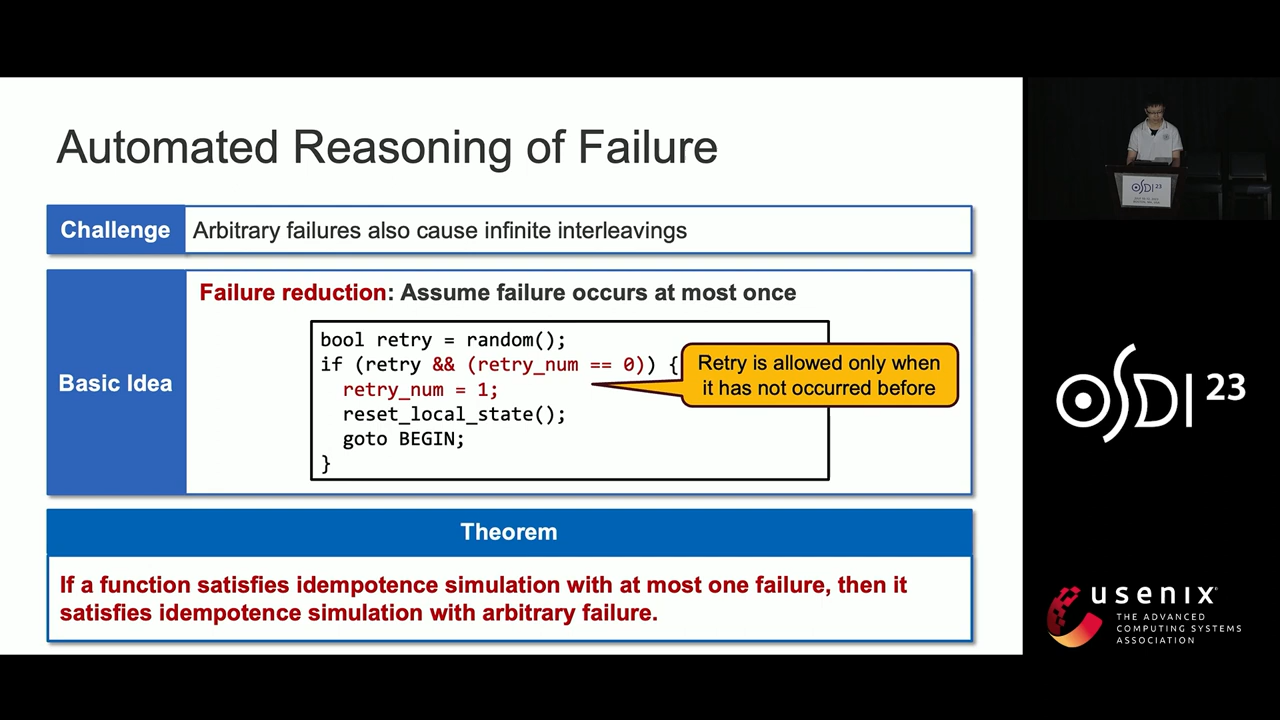 Automated Reasoning of Failure
Challenge
Arbitrary failures also cause infinite interleavings
Basic Idea
Failure reduction: Assume failure occurs at most once
bool retry = random();
if (retry && (retry_num == 0)) {
retry_num = 1;
reset_local_state();
goto BEGIN;
}
Retry is allowed only when
it has not occurred before
Theorem
If a function satisfies idempotence simulation with at most one failure, then it
satisfies idempotence simulation with arbitrary failure.
OSDI 23
OSDI 23
usenix
THE ADVANCED
COMPUTING SYSTEMS
ASSOCIATION